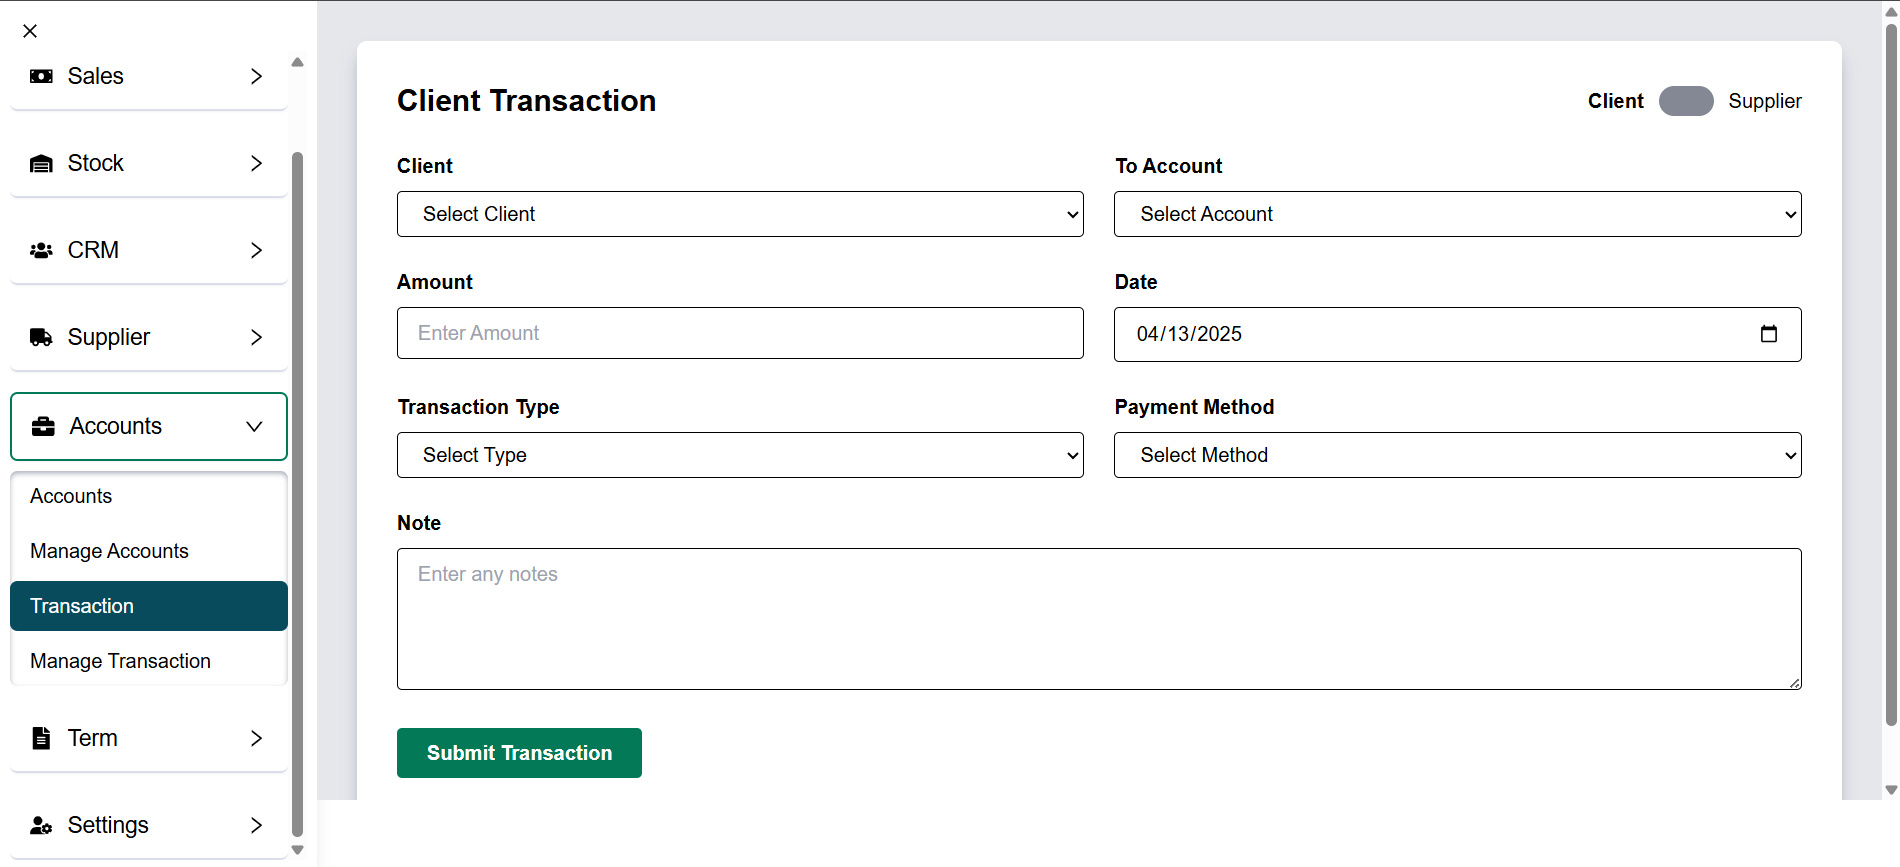 Sales
Stock
CRM
Supplier
Accounts
Accounts
Manage Accounts
Transaction
Manage Transaction
Term
Settings
Client Transaction
Client Supplier
Client To Account
Select Client Select Account
Amount Date
Enter Amount 04/13/2025
Transaction Type Payment Method
Select Type Select Method
Note
Enter any notes
Submit Transaction